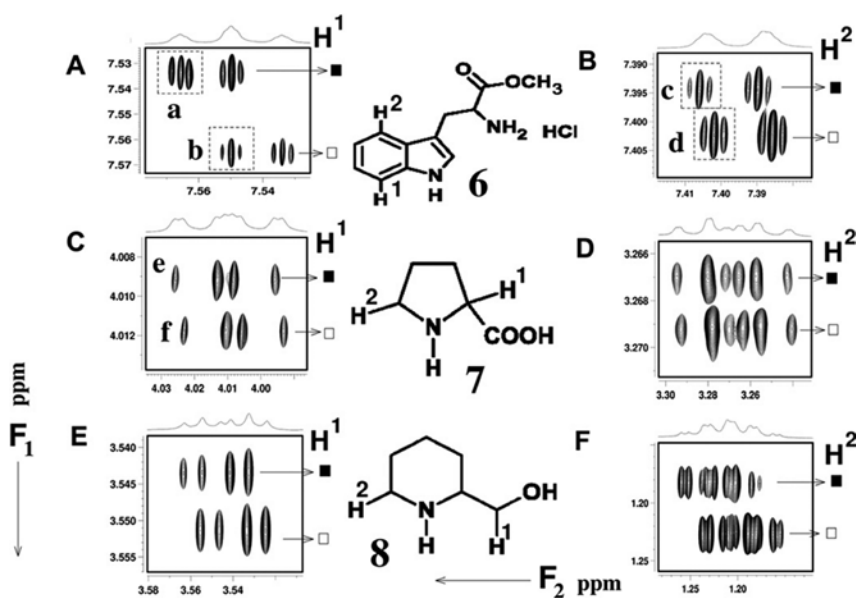 A
H1
7.53
7.54
7.55
7.56
7.57
a
b
7.56
7.54
H2
O
OCH3
NH2
HCl
N
H
H1
6
B
H2
7.390
7.395
7.400
7.405
c
d
7.41
7.40
7.39
C
H1
4.008
4.010
4.012
e
f
4.03
4.02
4.01
4.00
H2
H1
N
H
COOH
7
D
H2
3.266
3.268
3.270
3.30
3.28
3.26
F1 ppm
E
H1
3.540
3.545
3.550
3.555
3.58
3.56
3.54
H2
N
H
OH
H1
8
F
H2
1.20
1.25
1.25
1.20
F2 ppm